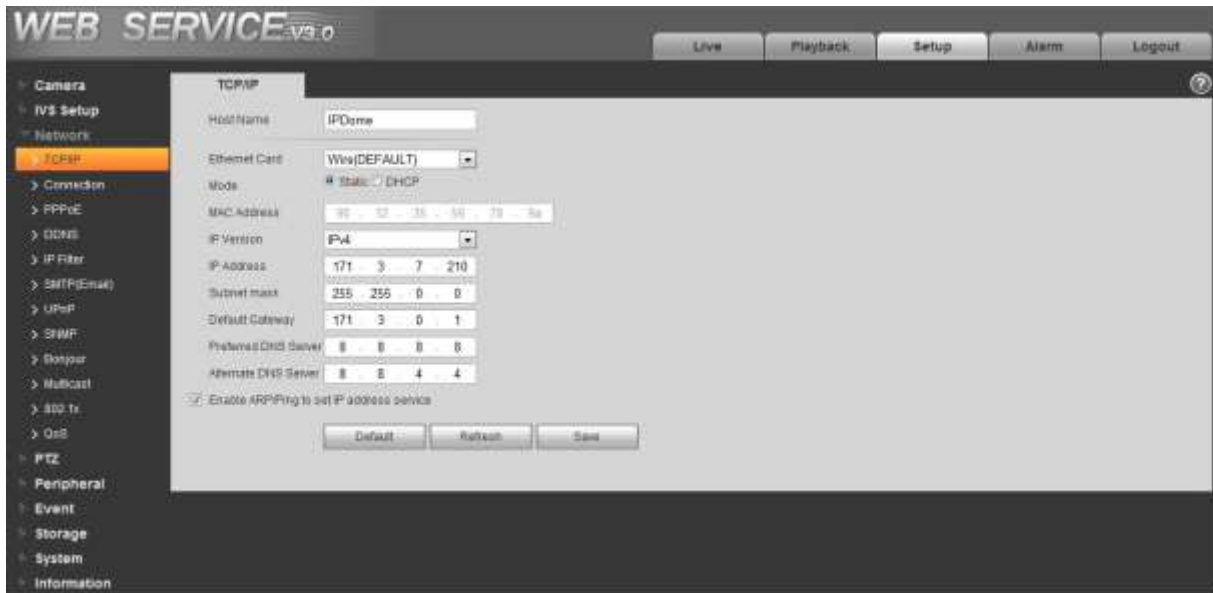 WEB SERVICE V3.0
Live
Playback
Setup
Alarm
Logout
Camera
IVS Setup
Network
TCP/IP
Connection
PPPoE
DDNS
IP Filter
SMTP(Email)
UPnP
SNMP
Bonjour
Multicast
802.1x
QoS
PTZ
Peripheral
Event
Storage
System
Information
TCP/IP
Host Name IPDome
Ethernet Card Wire(DEFAULT)
Mode Static DHCP
MAC Address
IP Version IPv4
IP Address 171 . 3 . 7 . 210
Subnet mask 255 . 255 . 0 . 0
Default Gateway 171 . 3 . 0 . 1
Preferred DNS Server 8 . 8 . 8 . 8
Alternate DNS Server 8 . 8 . 4 . 4
Enable ARP/Ping to set IP address service
Default Refresh Save